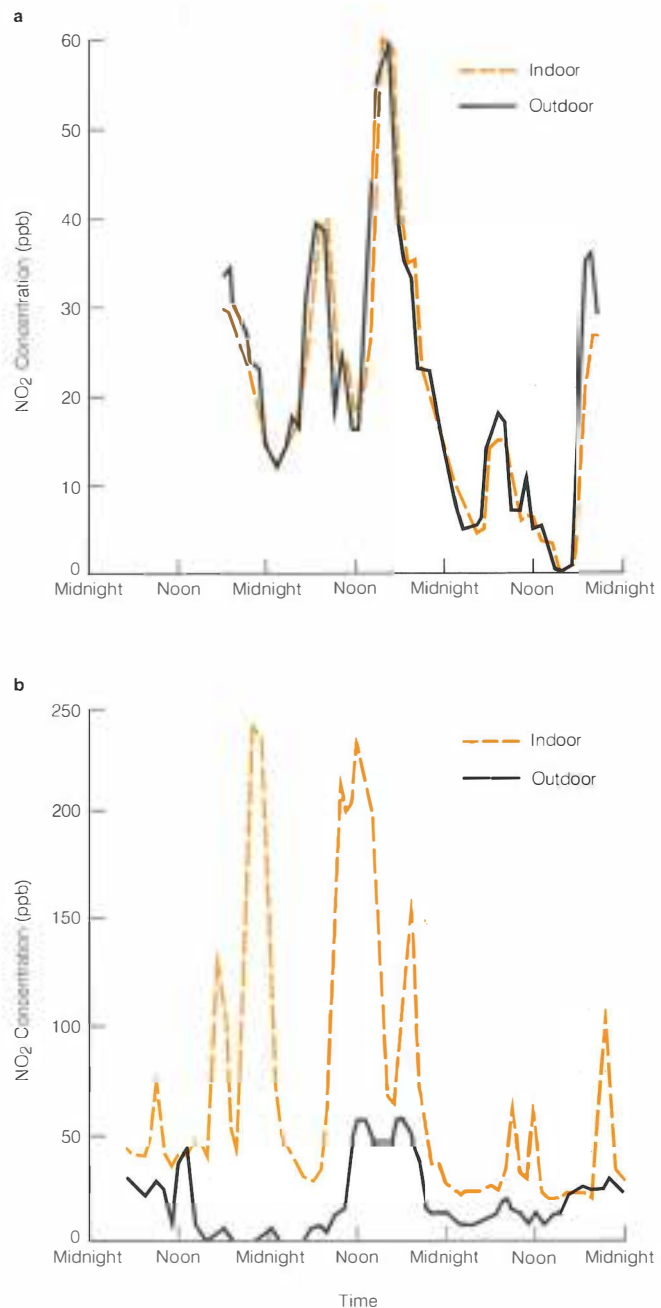 a
60
50
40
30
20
10
0
NO2 Concentration (ppb)
Indoor
Outdoor
Midnight Noon Midnight Noon Midnight Noon Midnight
b
250
200
150
100
50
0
NO2 Concentration (ppb)
Indoor
Outdoor
Midnight Noon Midnight Noon Midnight Noon Midnight
Time